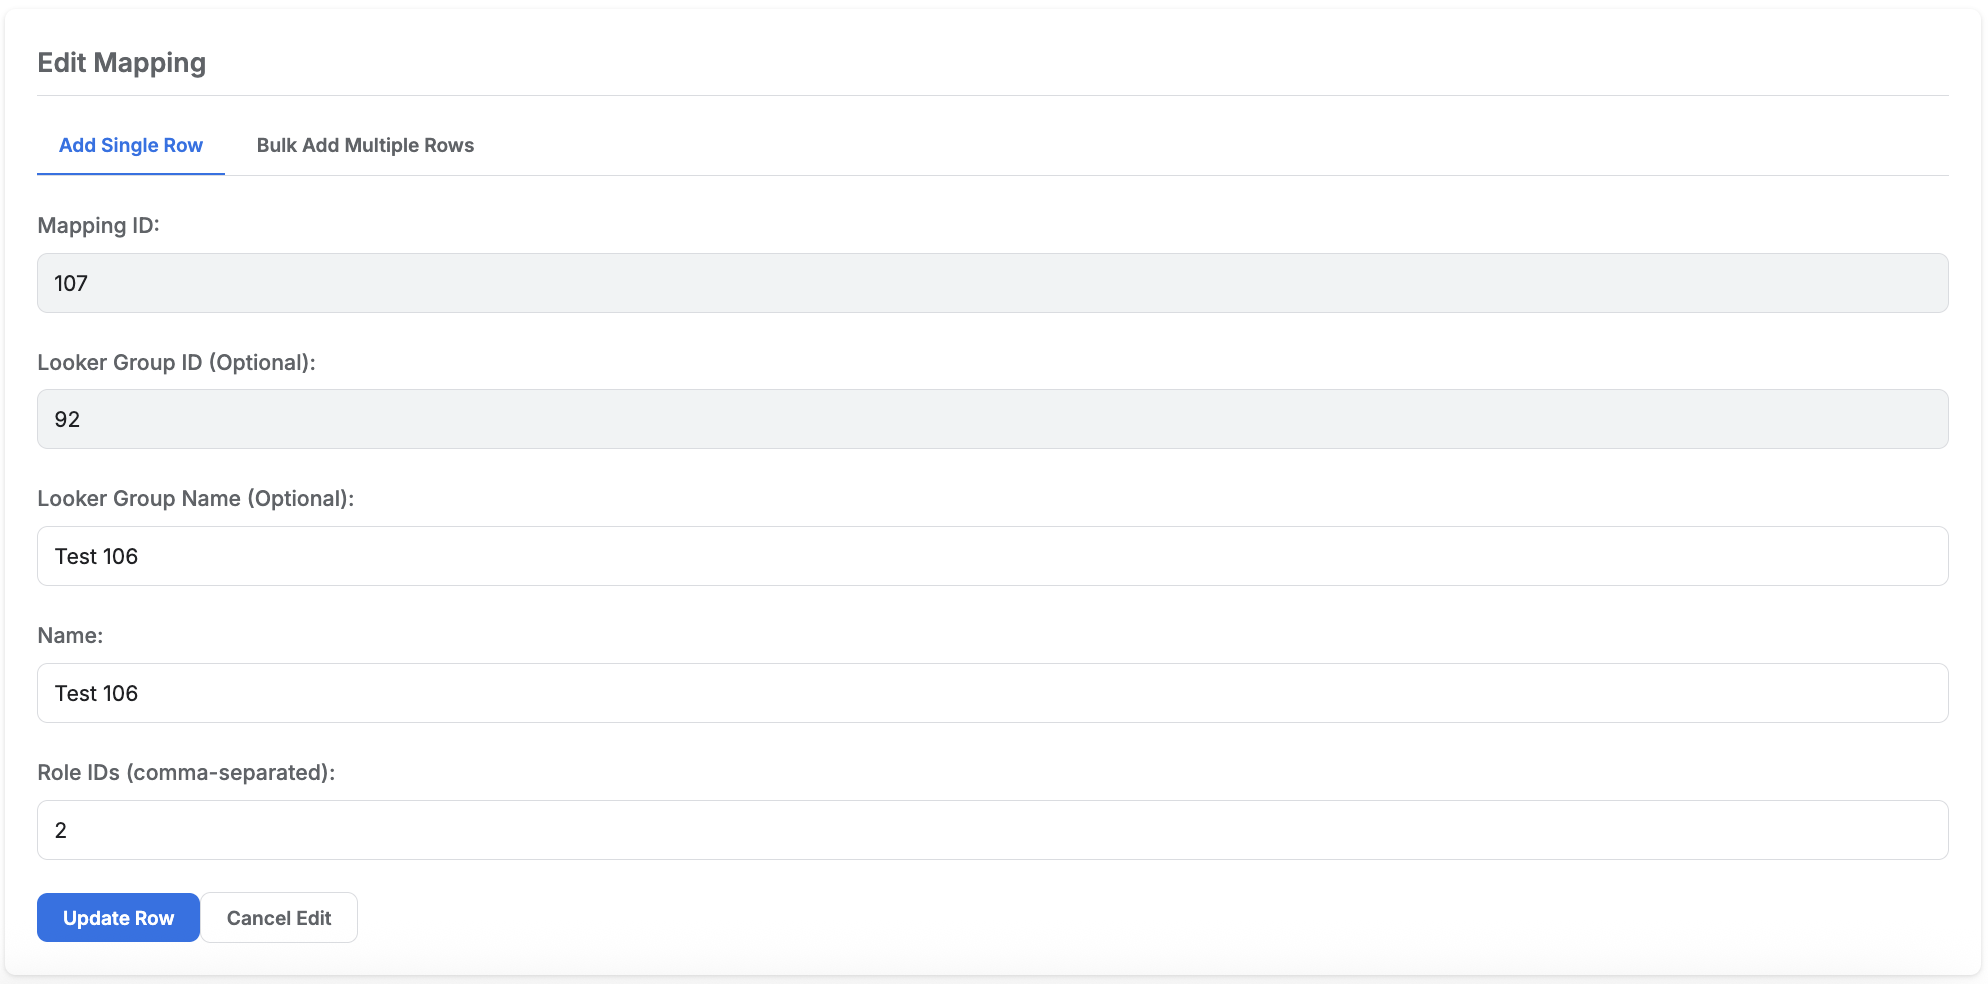 Edit Mapping
Add Single Row Bulk Add Multiple Rows
Mapping ID:
107
Looker Group ID (Optional):
92
Looker Group Name (Optional):
Test 106
Name:
Test 106
Role IDs (comma-separated):
2
Update Row Cancel Edit